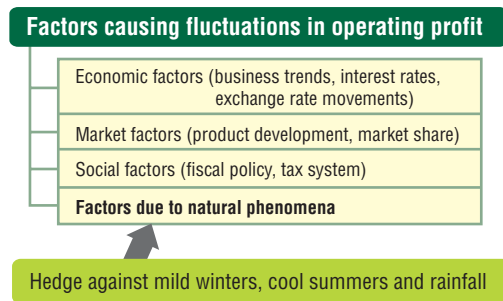 Factors causing fluctuations in operating profit
Economic factors (business trends, interest rates,
exchange rate movements)
Market factors (product development, market share)
Social factors (fiscal policy, tax system)
Factors due to natural phenomena
Hedge against mild winters, cool summers and rainfall